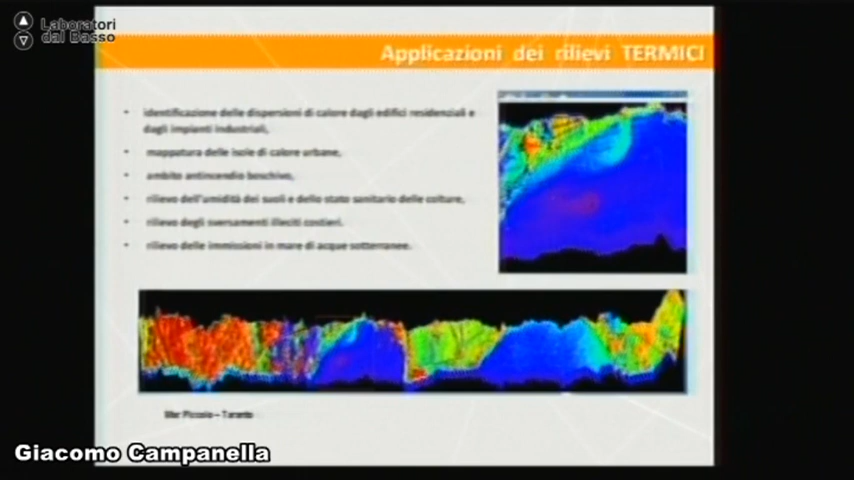 Laboratori
dal Basso
Applicazioni dei rilievi TERMICI
• identificazione delle dispersioni di calore dagli edifici residenziali e
dagli impianti industriali,
• mappatura delle isole di calore urbane,
• ambito antincendio boschivo,
• rilievo dell'umidità dei suoli e dello stato sanitario delle colture,
• rilievo degli sversamenti illeciti costieri.
• rilievo delle immissioni in mare di acque sotterranee.
Mar Piccolo – Taranto
Giacomo Campanella